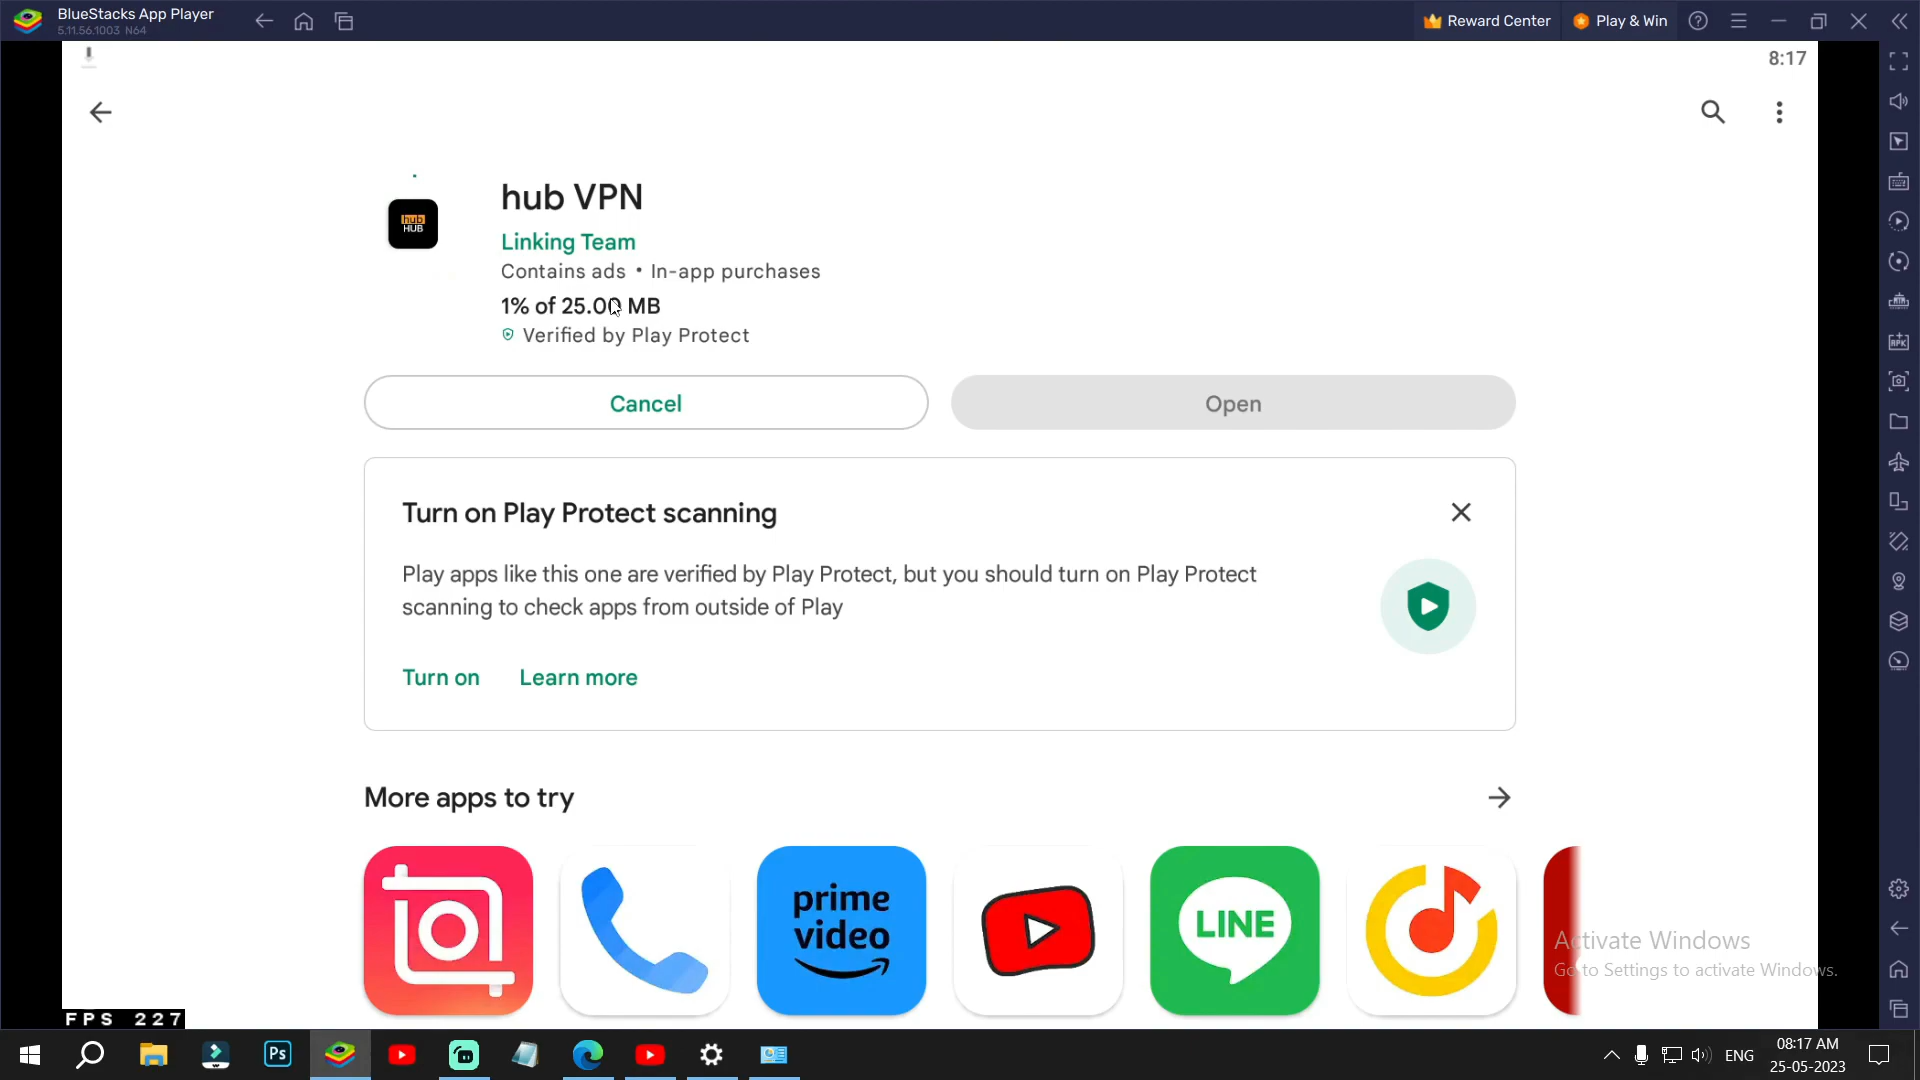 BlueStacks App Player
5.11.56.1003 N64
Reward Center
Play & Win
8:17
hub
HUB
hub VPN
Linking Team
Contains ads • In-app purchases
1% of 25.00 MB
Verified by Play Protect
Cancel
Open
Turn on Play Protect scanning
Play apps like this one are verified by Play Protect, but you should turn on Play Protect
scanning to check apps from outside of Play
Turn on
Learn more
More apps to try
prime
video
LINE
Activate Windows
Go to Settings to activate Windows.
FPS 227
Ps
ENG
08:17 AM
25-05-2023